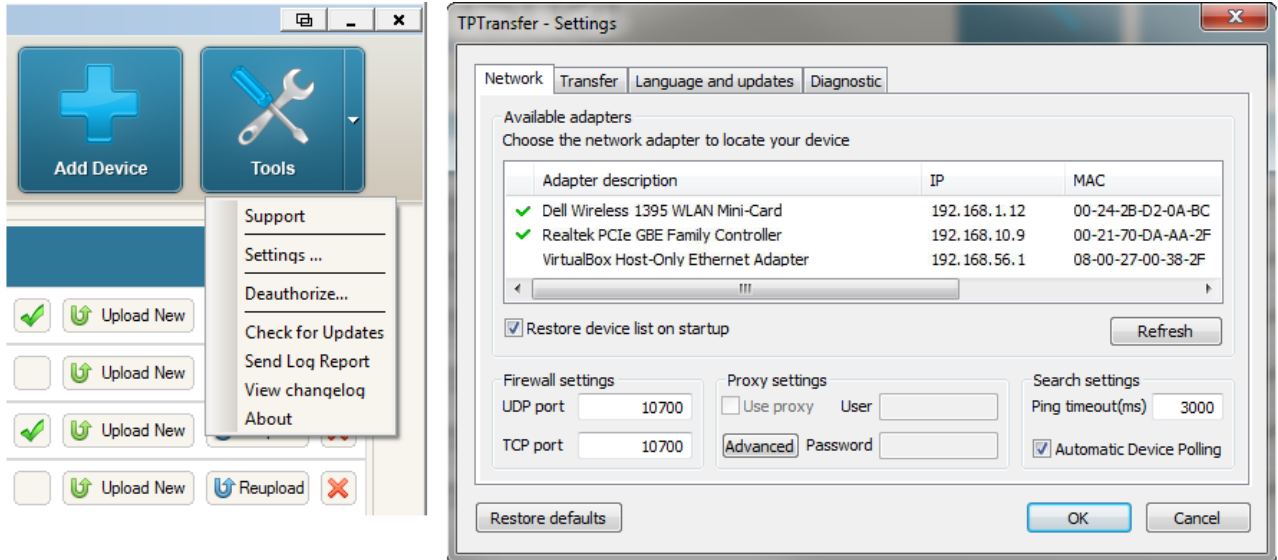 Add Device
Tools
Support
Settings ...
Deauthorize...
Check for Updates
Send Log Report
View changelog
About
Upload New
Upload New
Upload New
Upload New Reupload
TPTransfer - Settings
Network Transfer Language and updates Diagnostic
Available adapters
Choose the network adapter to locate your device
Adapter description IP MAC
Dell Wireless 1395 WLAN Mini-Card 192.168.1.12 00-24-2B-D2-0A-BC
Realtek PCIe GBE Family Controller 192.168.10.9 00-21-70-DA-AA-2F
VirtualBox Host-Only Ethernet Adapter 192.168.56.1 08-00-27-00-38-2F
Restore device list on startup Refresh
Firewall settings Proxy settings Search settings
UDP port 10700 Use proxy User Ping timeout(ms) 3000
TCP port 10700 Advanced Password Automatic Device Polling
Restore defaults OK Cancel